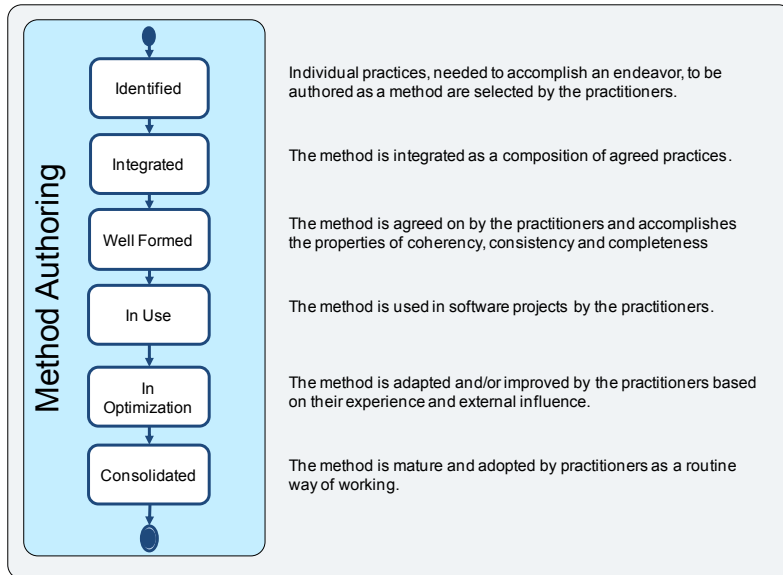 Method Authoring
Identified
Individual practices, needed to accomplish an endeavor, to be
authored as a method are selected by the practitioners.
Integrated
The method is integrated as a composition of agreed practices.
Well Formed
The method is agreed on by the practitioners and accomplishes
the properties of coherency, consistency and completeness
In Use
The method is used in software projects by the practitioners.
In
Optimization
The method is adapted and/or improved by the practitioners based
on their experience and external influence.
Consolidated
The method is mature and adopted by practitioners as a routine
way of working.